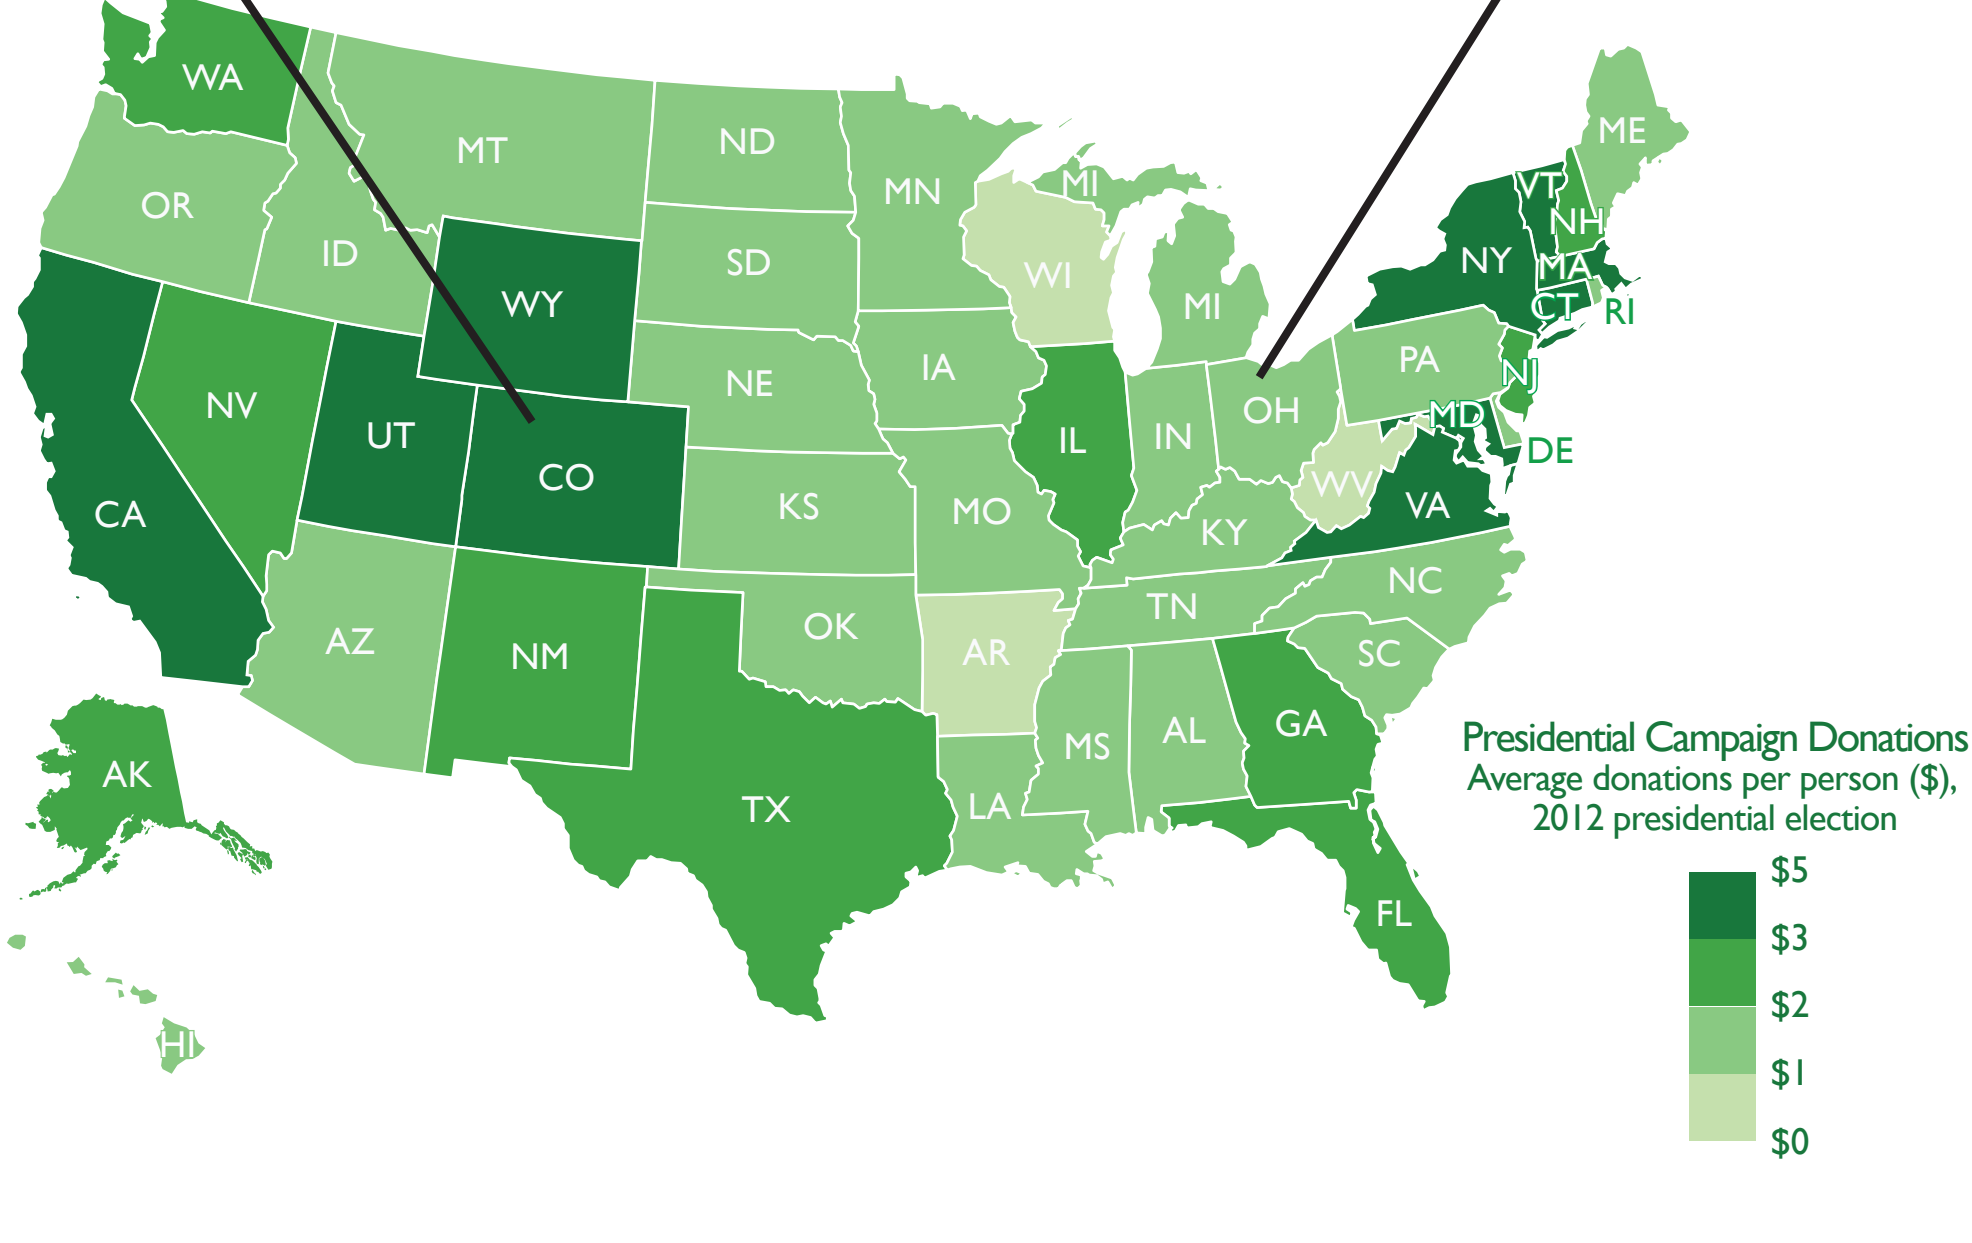 WA
MT
ND
MN
MI
ME
VT
NH
OR
ID
SD
WI
NY
MA
WY
MI
CT
RI
NE
IA
PA
NJ
NV
UT
CO
IL
IN
OH
MD
DE
CA
KS
MO
KY
WV
VA
NC
AZ
NM
OK
AR
TN
SC
AK
TX
LA
MS
AL
GA
FL
HI
Presidential Campaign Donations
Average donations per person ($),
2012 presidential election
$5
$3
$2
$1
$0